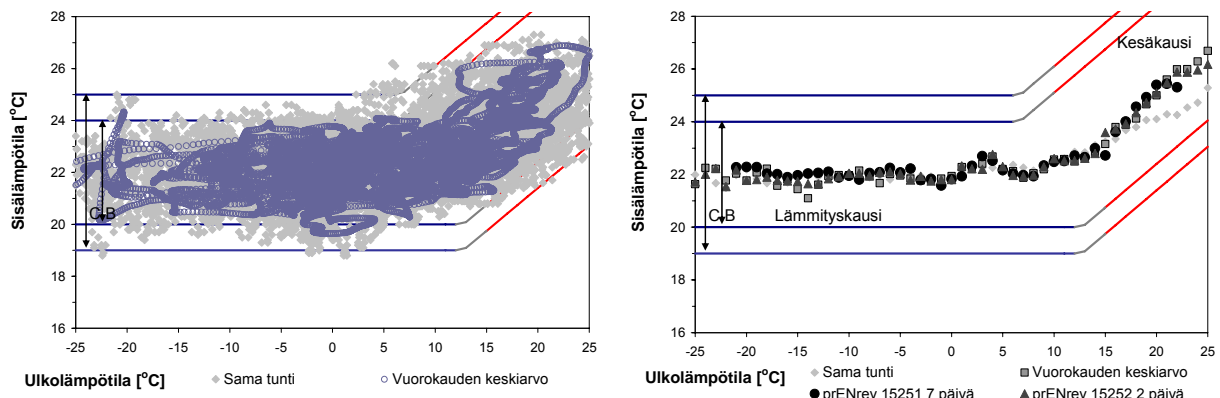 28
26
24
22
20
18
16
Sisälämpötila [°C]
C B
-25 -20 -15 -10 -5 0 5 10 15 20 25
Ulkolämpötila [°C]
Sama tunti
Vuorokauden keskiarvo
28
26
24
22
20
18
16
Sisälämpötila [°C]
Kesäkausi
C B
Lämmityskausi
-25 -20 -15 -10 -5 0 5 10 15 20 25
Ulkolämpötila [°C]
Sama tunti
Vuorokauden keskiarvo
prENrev 15251 7 päivä
prENrev 15252 2 päivä